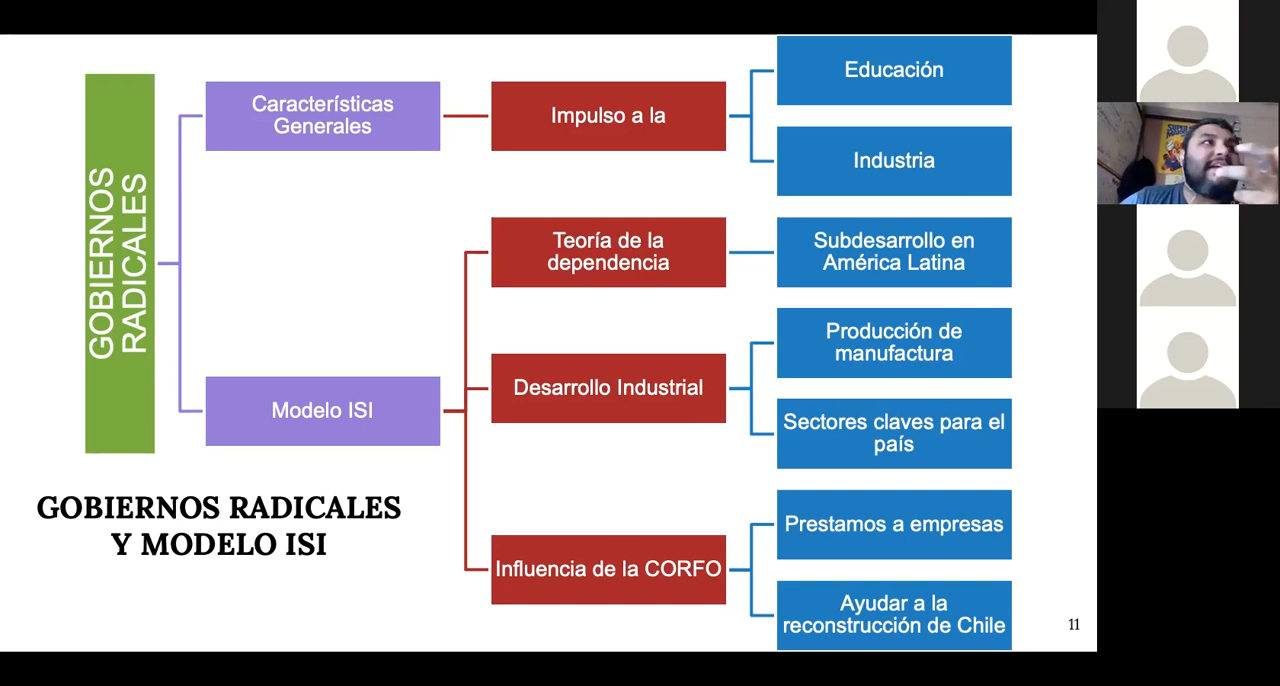 GOBIERNOS
RADICALES
Características
Generales
Impulso a la
Educación
Industria
Modelo ISI
Teoría de la
dependencia
Subdesarrollo en
América Latina
Desarrollo Industrial
Producción de
manufactura
Sectores claves para el
país
Influencia de la CORFO
Prestamos a empresas
Ayudar a la
reconstrucción de Chile
GOBIERNOS RADICALES
Y MODELO ISI
11